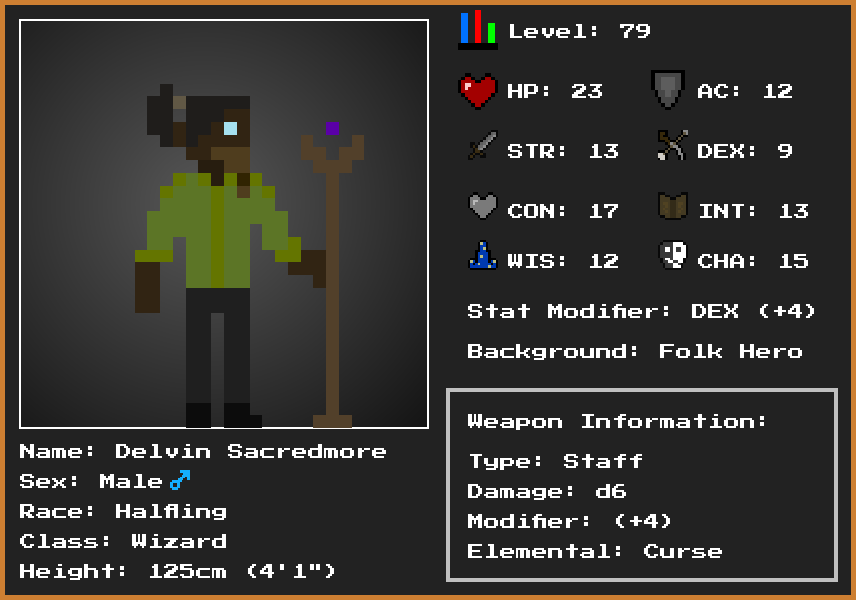 Level: 79
HP: 23 AC: 12
STR: 13 DEX: 9
CON: 17 INT: 13
WIS: 12 CHA: 15
Stat Modifier: DEX (+4)
Background: Folk Hero
Weapon Information:
Type: Staff
Damage: d6
Modifier: (+4)
Elemental: Curse
Name: Delvin Sacredmore
Sex: Male ♂
Race: Halfling
Class: Wizard
Height: 125cm (4'1")